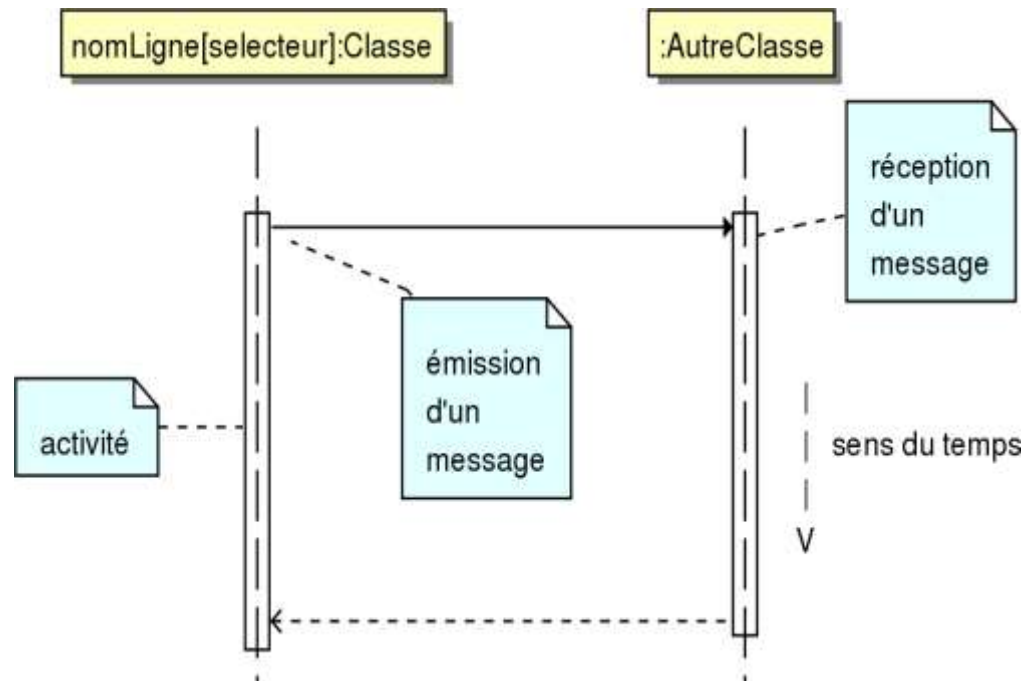 nomLigne[selecteur]:Classe
:AutreClasse
réception
d'un
message
émission
d'un
message
activité
sens du temps
V